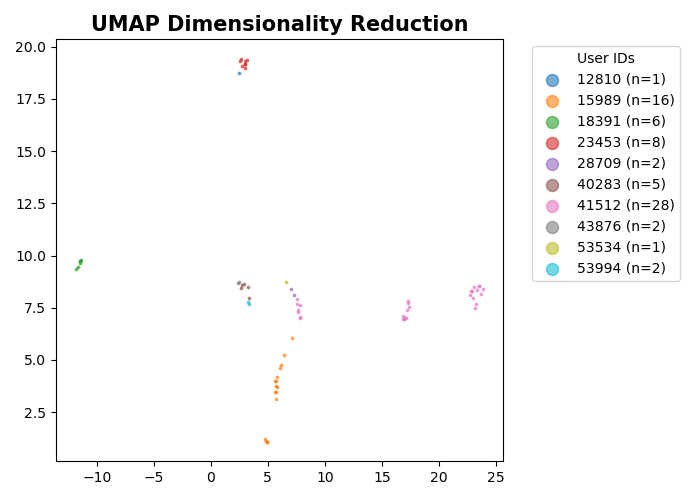 UMAP Dimensionality Reduction
20.0
17.5
15.0
12.5
10.0
7.5
5.0
2.5
−10
−5
0
5
10
15
20
25
User IDs
12810 (n=1)
15989 (n=16)
18391 (n=6)
23453 (n=8)
28709 (n=2)
40283 (n=5)
41512 (n=28)
43876 (n=2)
53534 (n=1)
53994 (n=2)